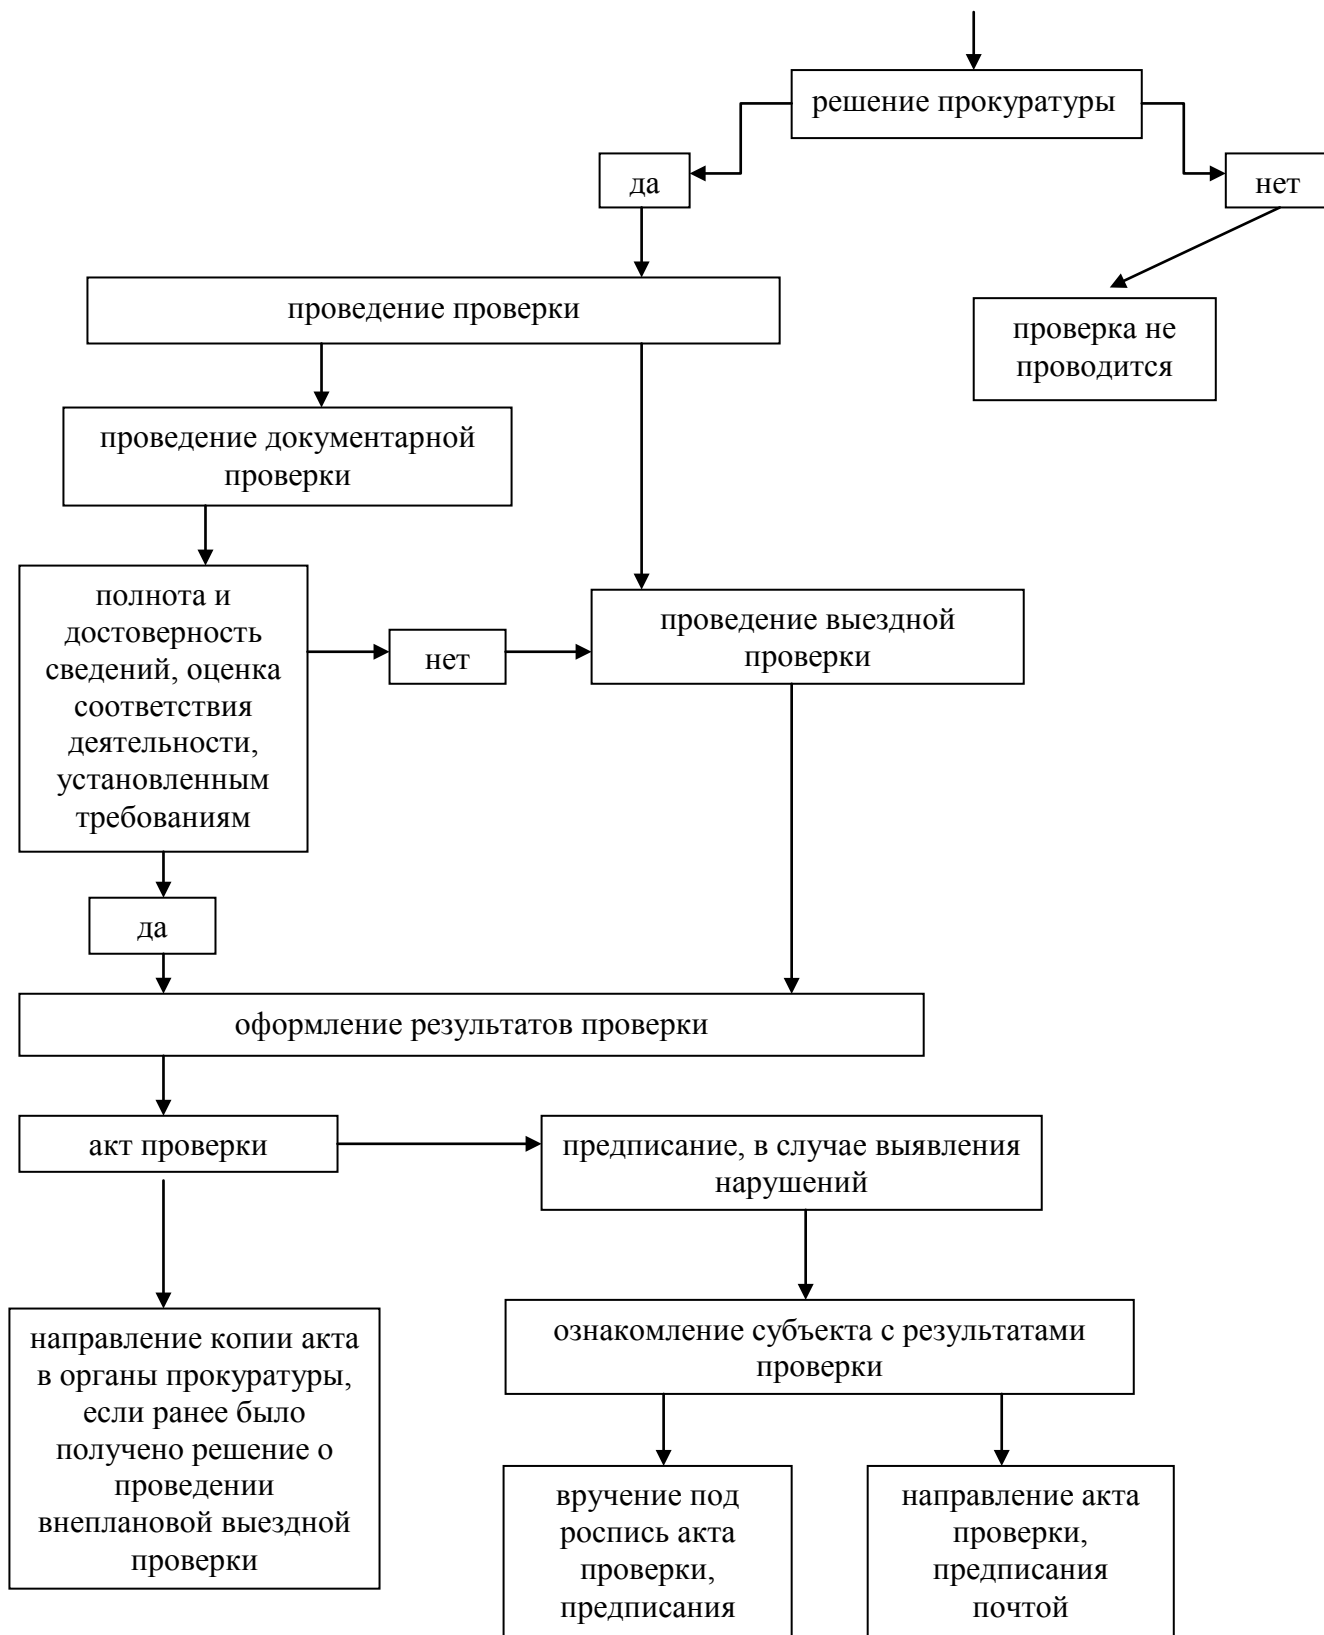 решение прокуратуры
да
нет
проведение проверки
проверка не
проводится
проведение документарной
проверки
полнота и
достоверность
сведений, оценка
соответствия
деятельности,
установленным
требованиям
нет
проведение выездной
проверки
да
оформление результатов проверки
акт проверки
предписание, в случае выявления
нарушений
направление копии акта
в органы прокуратуры,
если ранее было
получено решение о
проведении
внеплановой выездной
проверки
ознакомление субъекта с результатами
проверки
вручение под
роспись акта
проверки,
предписания
направление акта
проверки,
предписания
почтой